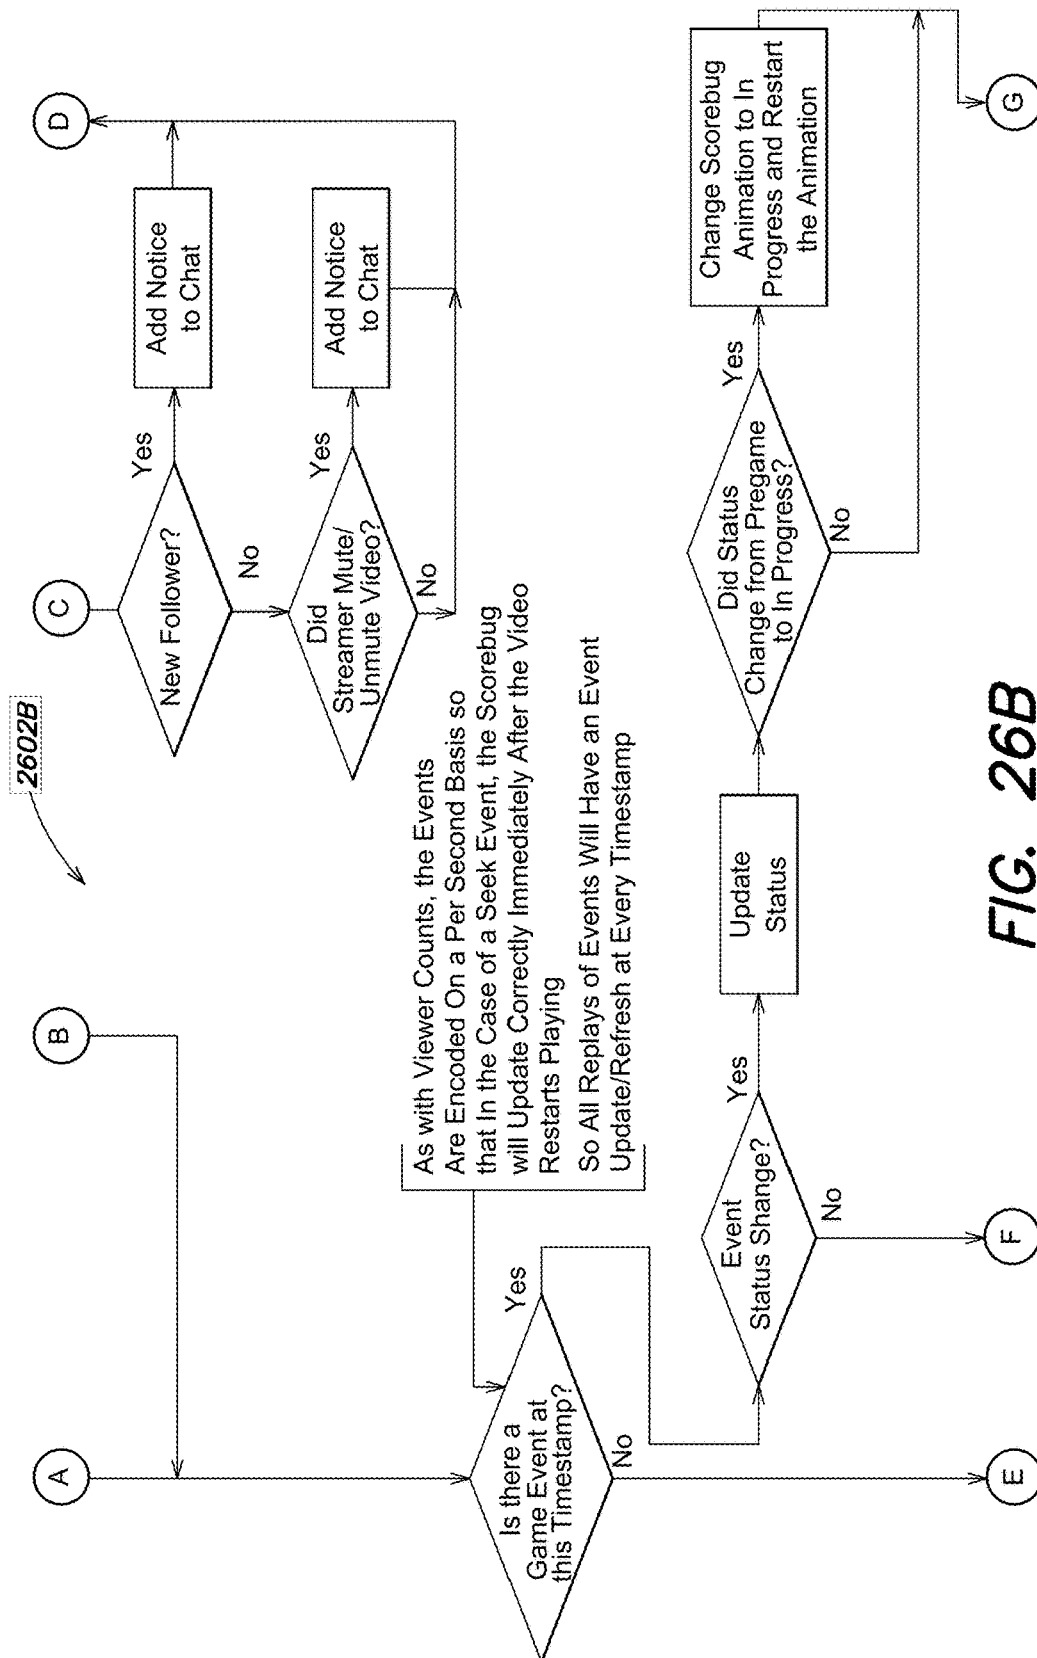 2602B
A
B
C
D
New Follower?
Yes
Add Notice
to Chat
No
Did
Streamer Mute/
Unmute Video?
Yes
Add Notice
to Chat
No
As with Viewer Counts, the Events
Are Encoded On a Per Second Basis so
that In the Case of a Seek Event, the Scorebug
will Update Correctly Immediately After the Video
Restarts Playing
So All Replays of Events Will Have an Event
Update/Refresh at Every Timestamp
Is there a
Game Event at
this Timestamp?
Yes
No
Event
Status Shange?
Yes
No
Update
Status
Did Status
Change from Pregame
to In Progress?
Yes
No
Change Scorebug
Animation to In
Progress and Restart
the Animation
E
F
G
FIG. 26B